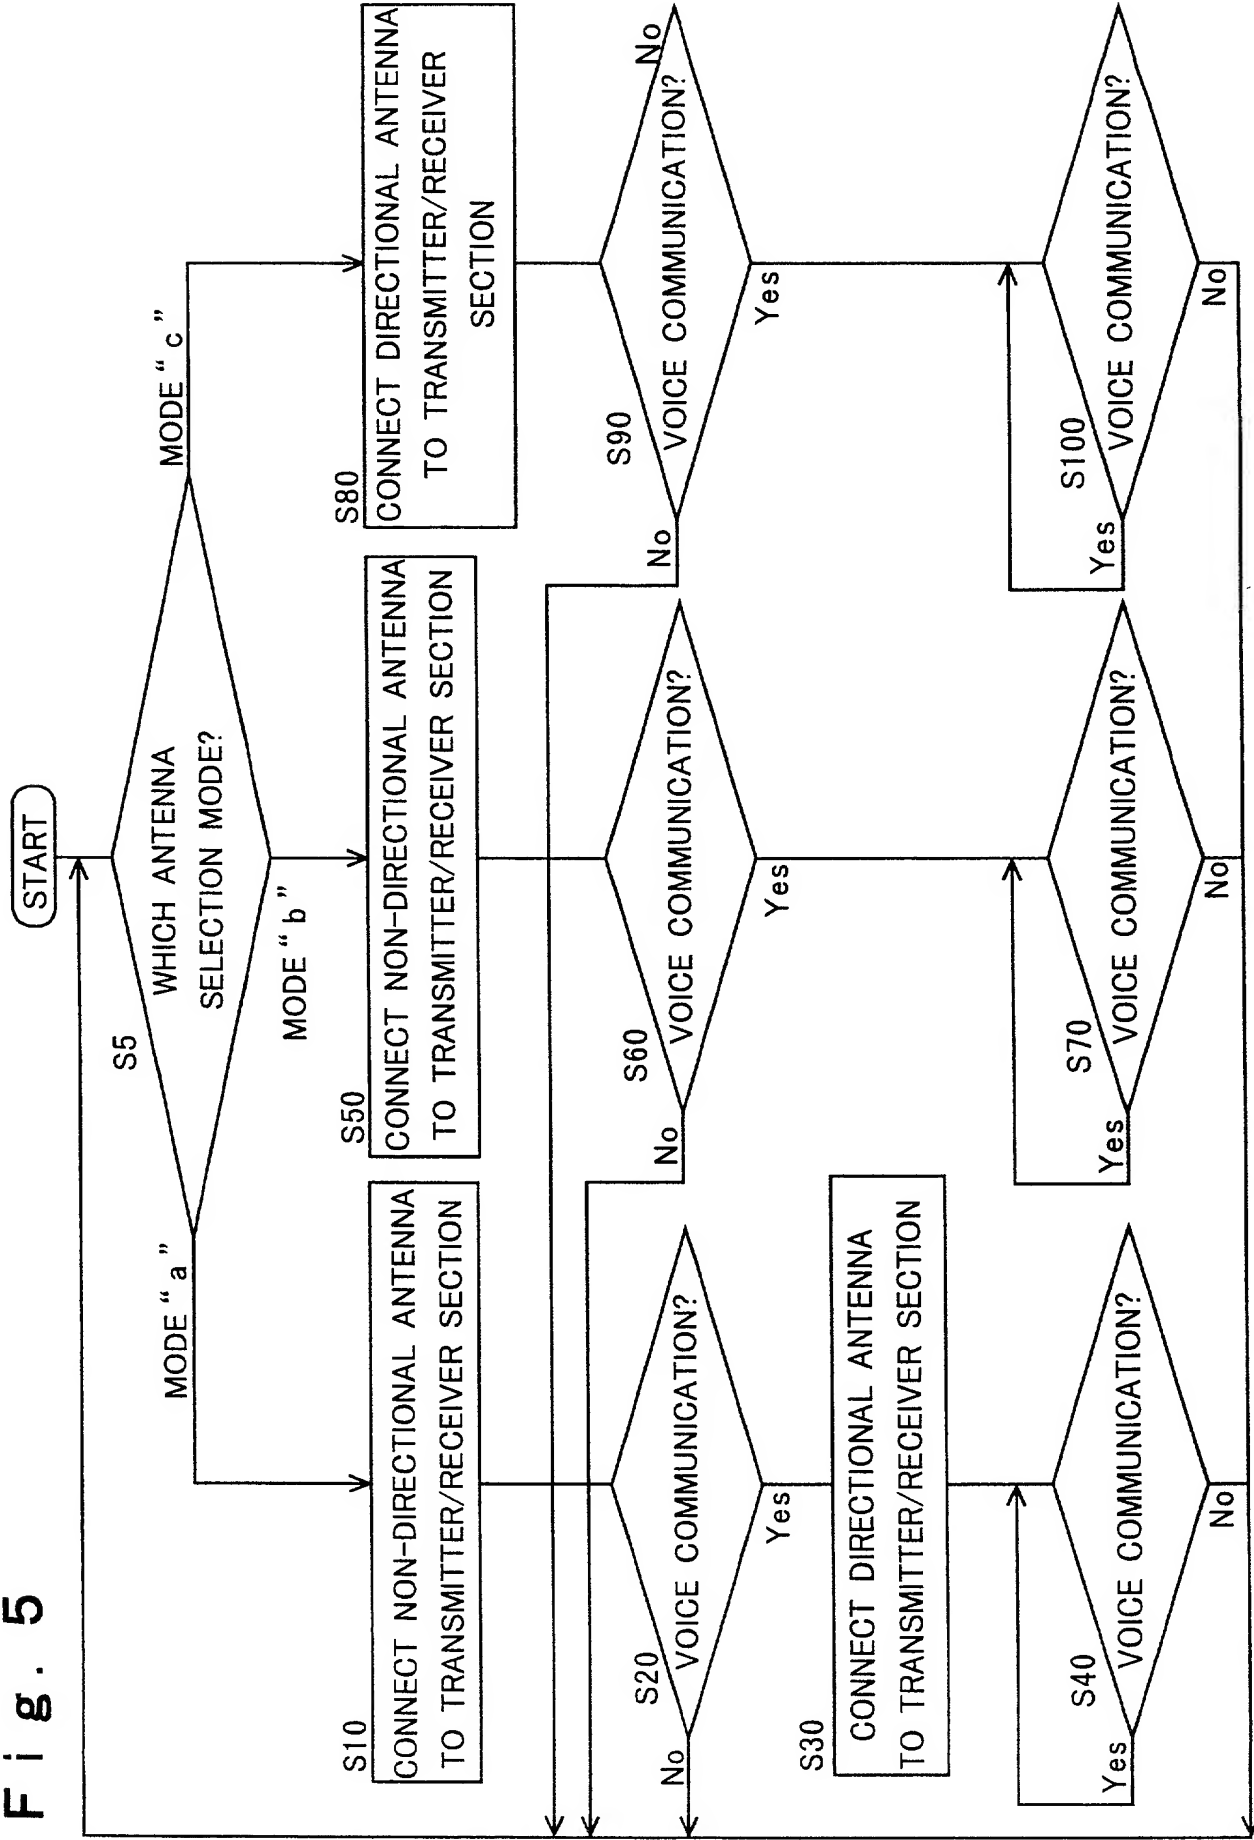 Fig. 5
START
S5
WHICH ANTENNA
SELECTION MODE?
MODE “a”
MODE “b”
MODE “c”
S10
CONNECT NON-DIRECTIONAL ANTENNA
TO TRANSMITTER/RECEIVER SECTION
S50
CONNECT NON-DIRECTIONAL ANTENNA
TO TRANSMITTER/RECEIVER SECTION
S80
CONNECT DIRECTIONAL ANTENNA
TO TRANSMITTER/RECEIVER
SECTION
S20
VOICE COMMUNICATION?
No
Yes
S60
VOICE COMMUNICATION?
No
Yes
S90
VOICE COMMUNICATION?
No
No
Yes
S30
CONNECT DIRECTIONAL ANTENNA
TO TRANSMITTER/RECEIVER SECTION
S40
VOICE COMMUNICATION?
Yes
No
S70
VOICE COMMUNICATION?
Yes
No
S100
VOICE COMMUNICATION?
Yes
No